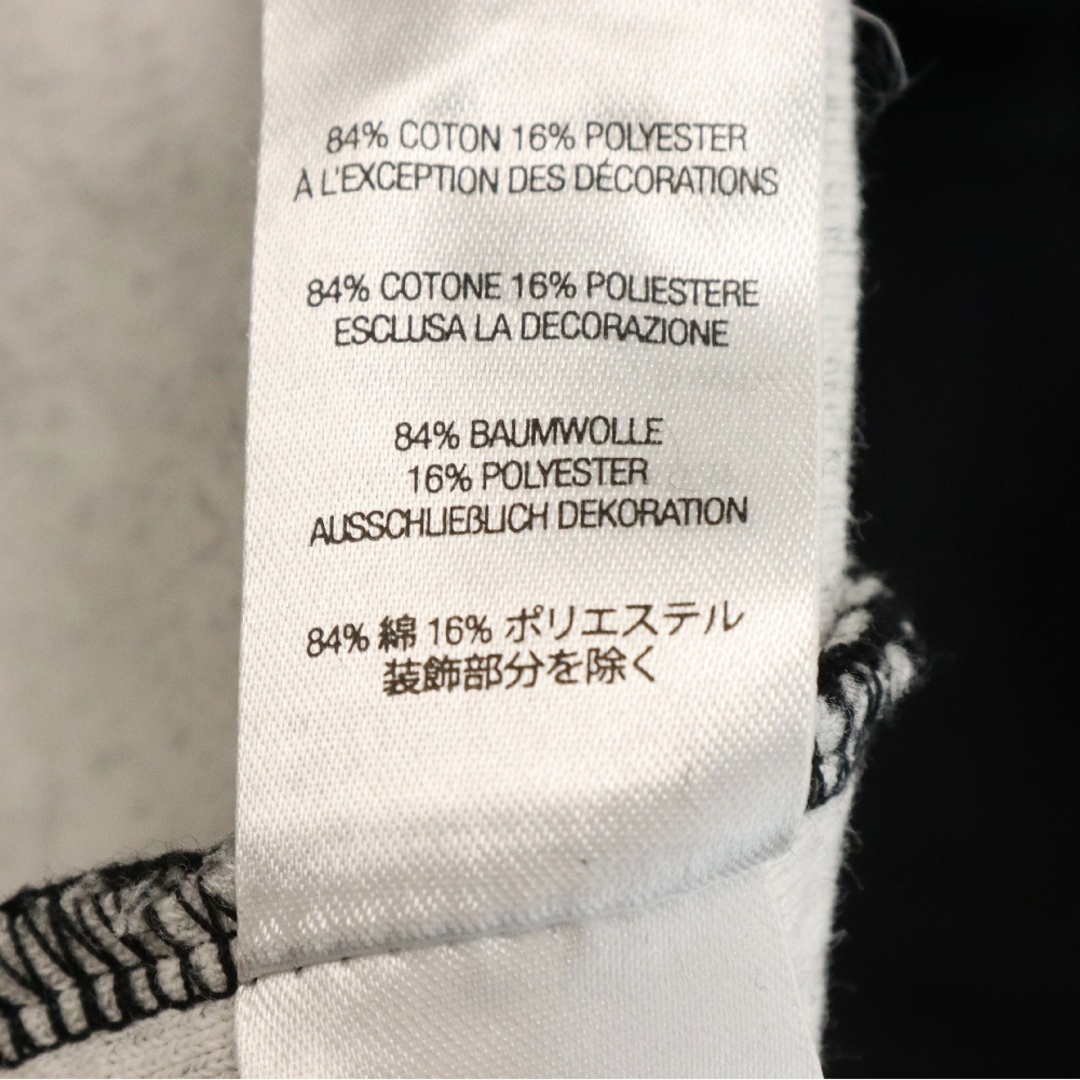 84% COTON 16% POLYESTER
A L'EXCEPTION DES DÉCORATIONS
84% COTONE 16% POLIESTERE
ESCLUSA LA DECORAZIONE
84% BAUMWOLLE
16% POLYESTER
AUSSCHLIEßLICH DEKORATION
84% 綿 16% ポリエステル
装飾部分を除く